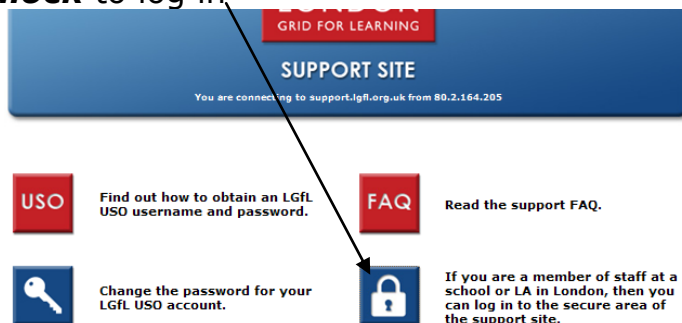 to log in
GRID FOR LEARNING
SUPPORT SITE
You are connecting to support.lgfl.org.uk from 80.2.164.205
USO
Find out how to obtain an LGfL
USO username and password.
FAQ
Read the support FAQ.
Change the password for your
LGfL USO account.
If you are a member of staff at a
school or LA in London, then you
can log in to the secure area of
the support site.